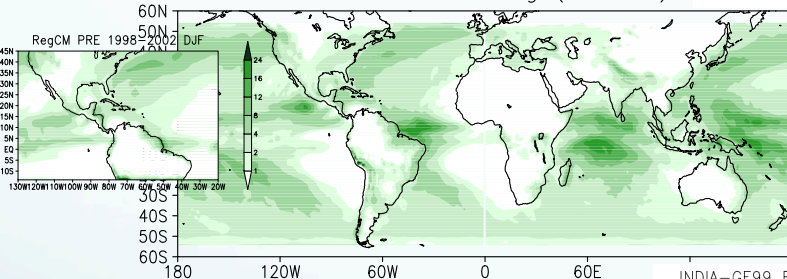 60N
50N
40N
RegCM PRE 1998-2002 DJF
45N
40N
35N
30N
25N
20N
15N
10N
5N
EQ
5S
10S
130W 120W 110W 100W 90W 80W 70W 60W 50W 40W 30W 20W
24
16
12
8
4
2
1
30S
40S
50S
60S
180 120W 60W 0 60E
INDIA-GE99